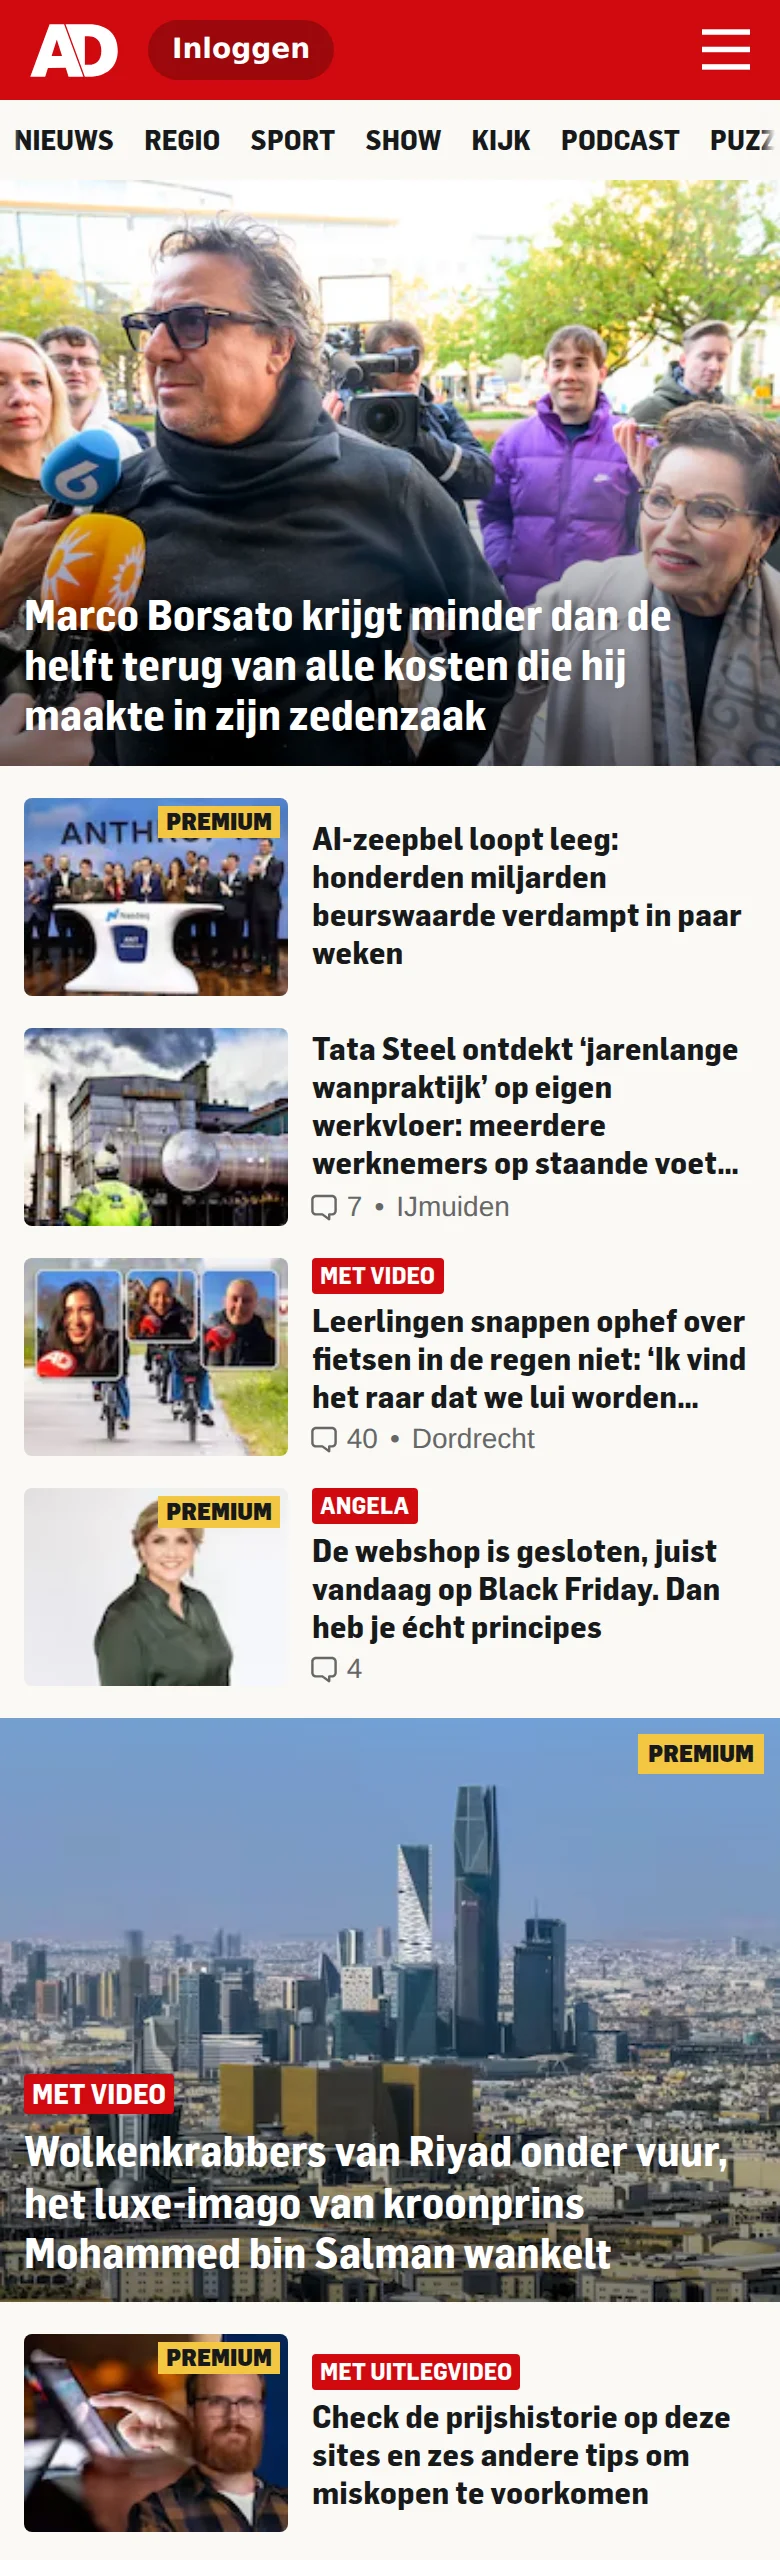 AD
Inloggen
NIEUWS REGIO SPORT SHOW KIJK PODCAST PUZZ
6
Marco Borsato krijgt minder dan de
helft terug van alle kosten die hij
maakte in zijn zedenzaak
PREMIUM
Nasdaq
AI-zeepbel loopt leeg:
honderden miljarden
beurswaarde verdampt in paar
weken
Tata Steel ontdekt ‘jarenlange
wanpraktijk’ op eigen
werkvloer: meerdere
werknemers op staande voet...
7 • IJmuiden
AD
MET VIDEO
Leerlingen snappen ophef over
fietsen in de regen niet: ‘Ik vind
het raar dat we lui worden...
40 • Dordrecht
PREMIUM
ANGELA
De webshop is gesloten, juist
vandaag op Black Friday. Dan
heb je écht principes
4
PREMIUM
MET VIDEO
Wolkenkrabbers van Riyad onder vuur,
het luxe-imago van kroonprins
Mohammed bin Salman wankelt
PREMIUM
MET UITLEGVIDEO
Check de prijshistorie op deze
sites en zes andere tips om
miskopen te voorkomen